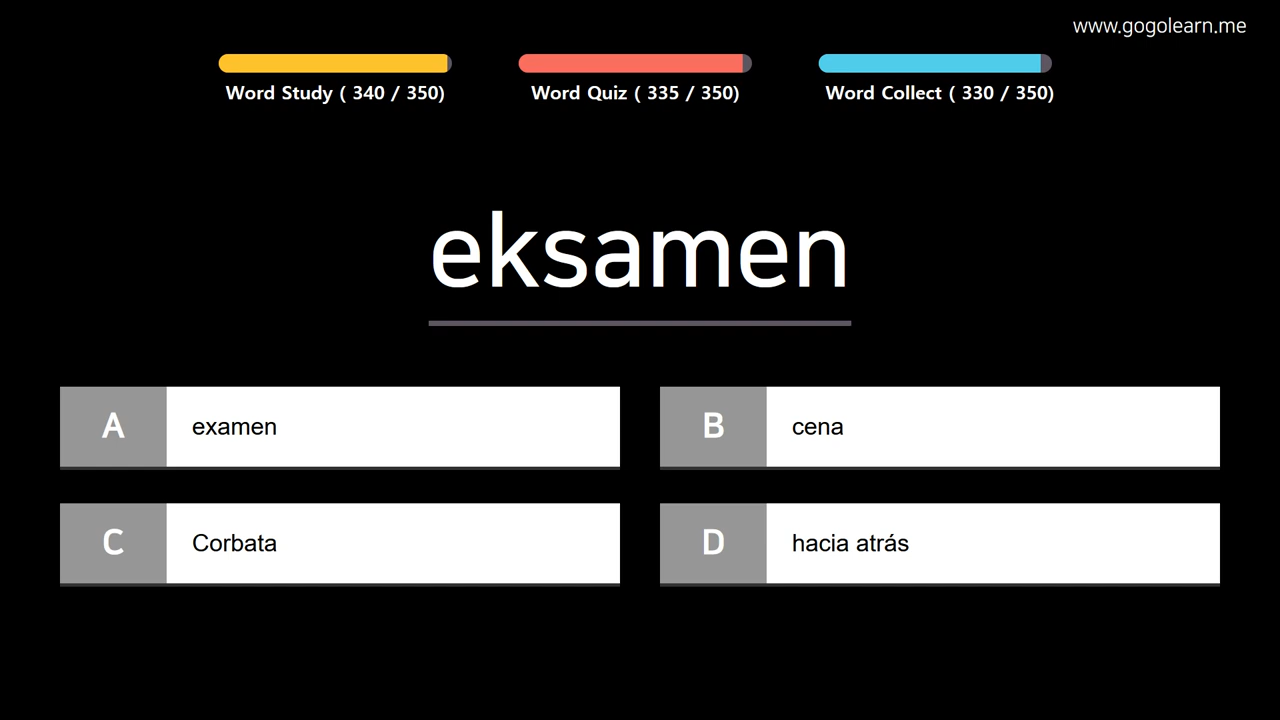 www.gogolearn.me
Word Study ( 340 / 350)
Word Quiz ( 335 / 350)
Word Collect ( 330 / 350)
eksamen
A examen
B cena
C Corbata
D hacia atrás